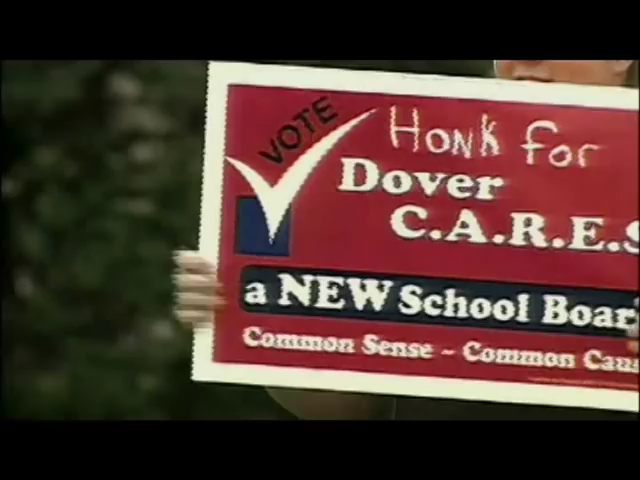 VOTE
Honk for
Dover
C.A.R.E.S
a NEW School Boar
Common Sense ~ Common Cau